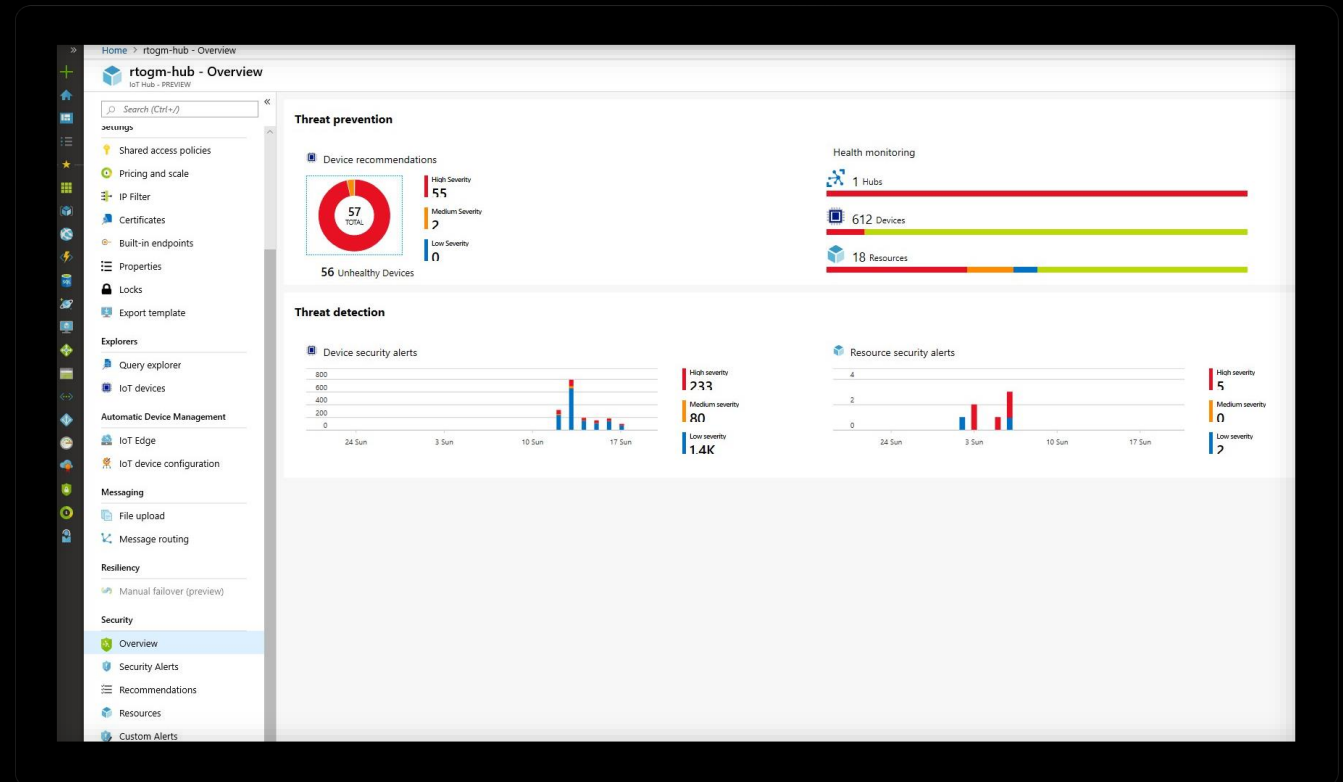 Home > rtogm-hub - Overview
rtogm-hub - Overview
IoT Hub - PREVIEW
Search (Ctrl+/)
Settings
Shared access policies
Pricing and scale
IP Filter
Certificates
Built-in endpoints
Properties
Locks
Export template
Explorers
Query explorer
IoT devices
Automatic Device Management
IoT Edge
IoT device configuration
Messaging
File upload
Message routing
Resiliency
Manual failover (preview)
Security
Overview
Security Alerts
Recommendations
Resources
Custom Alerts
Threat prevention
Device recommendations
57
TOTAL
High Severity
55
Medium Severity
2
Low Severity
0
56 Unhealthy Devices
Health monitoring
1 Hubs
612 Devices
18 Resources
Threat detection
Device security alerts
800
600
400
200
0
24 Sun 3 Sun 10 Sun 17 Sun
High severity
233
Medium severity
80
Low severity
1.4K
Resource security alerts
4
2
0
24 Sun 3 Sun 10 Sun 17 Sun
High severity
5
Medium severity
0
Low severity
2